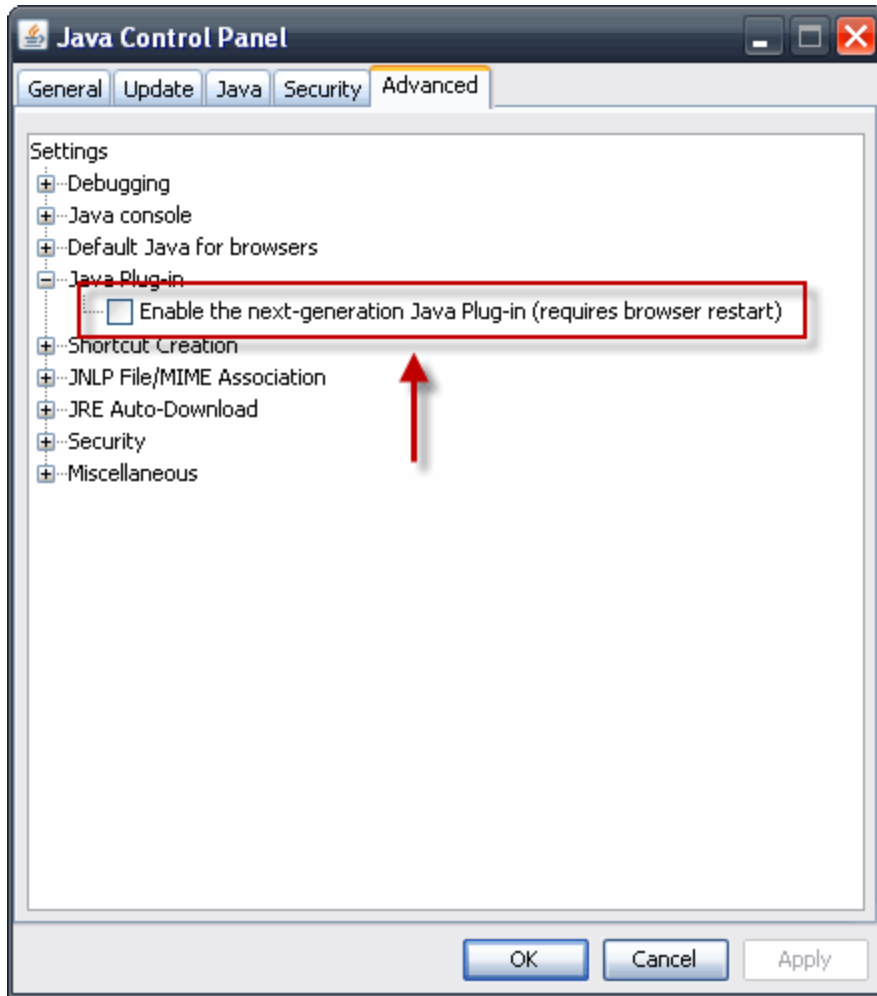 Java Control Panel
General Update Java Security Advanced
Settings
Debugging
Java console
Default Java for browsers
Java Plug-in
Enable the next-generation Java Plug-in (requires browser restart)
Shortcut Creation
JNLP File/MIME Association
JRE Auto-Download
Security
Miscellaneous
OK Cancel Apply